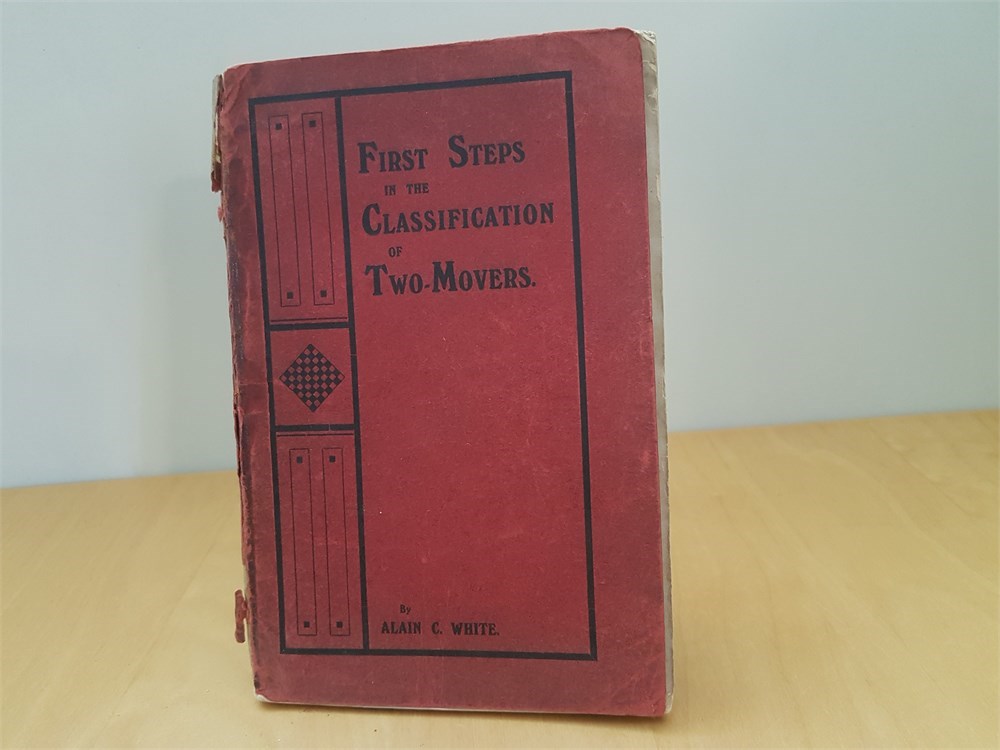 First Steps
in the
Classification
of
Two-Movers.
By
ALAIN C. WHITE.